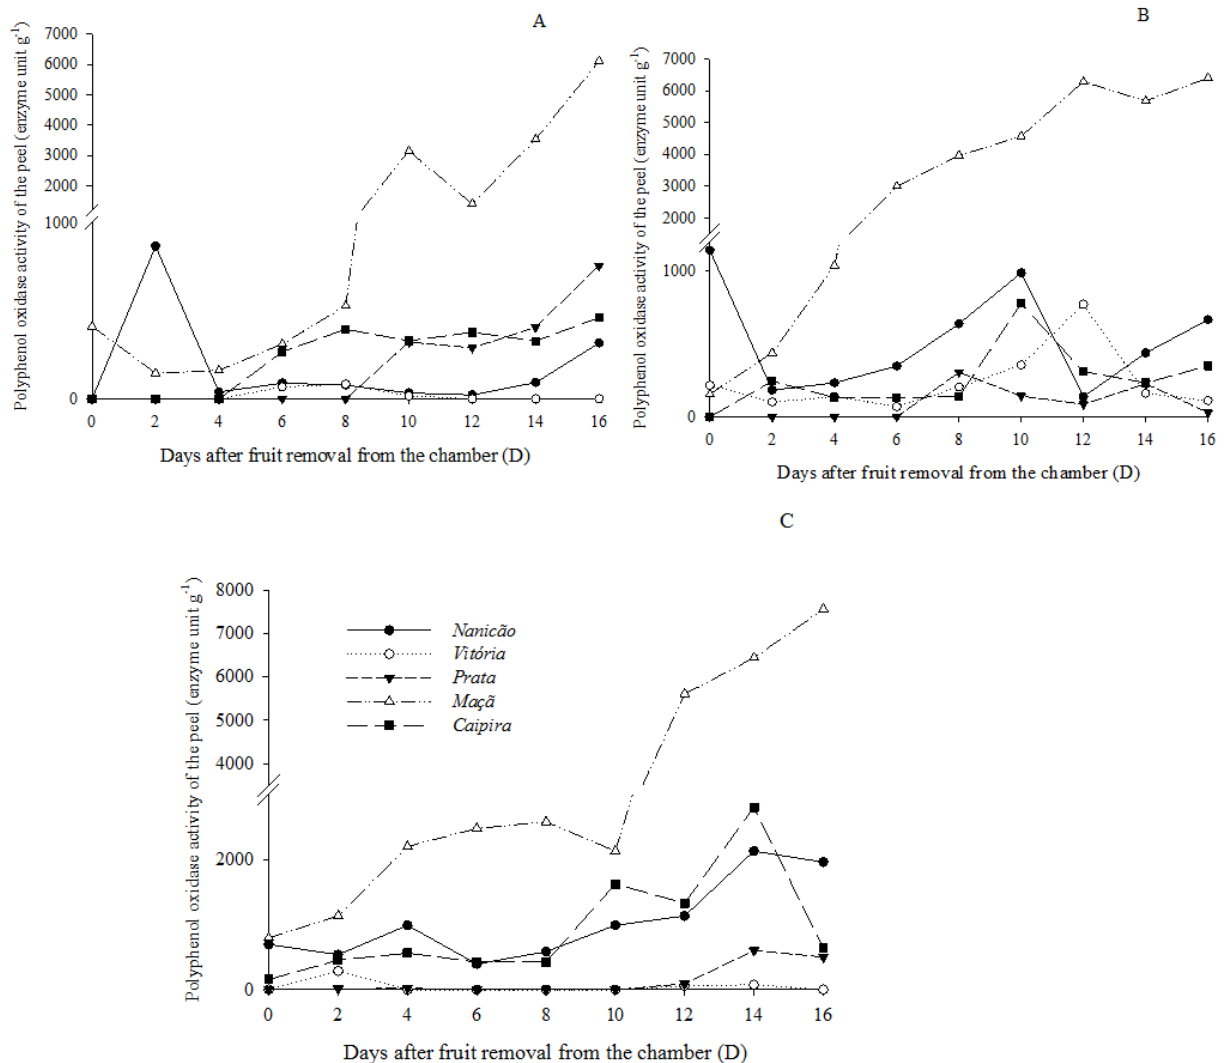 A
Polyphenol oxidase activity of the peel (enzyme unit g⁻¹)
7000
6000
5000
4000
3000
2000
1000
0
0 2 4 6 8 10 12 14 16
Days after fruit removal from the chamber (D)
B
Polyphenol oxidase activity of the peel (enzyme unit g⁻¹)
7000
6000
5000
4000
3000
2000
1000
0
0 2 4 6 8 10 12 14 16
Days after fruit removal from the chamber (D)
C
Polyphenol oxidase activity of the peel (enzyme unit g⁻¹)
8000
7000
6000
5000
4000
2000
0
Nanicão
Vitória
Prata
Maçã
Caipira
0 2 4 6 8 10 12 14 16
Days after fruit removal from the chamber (D)